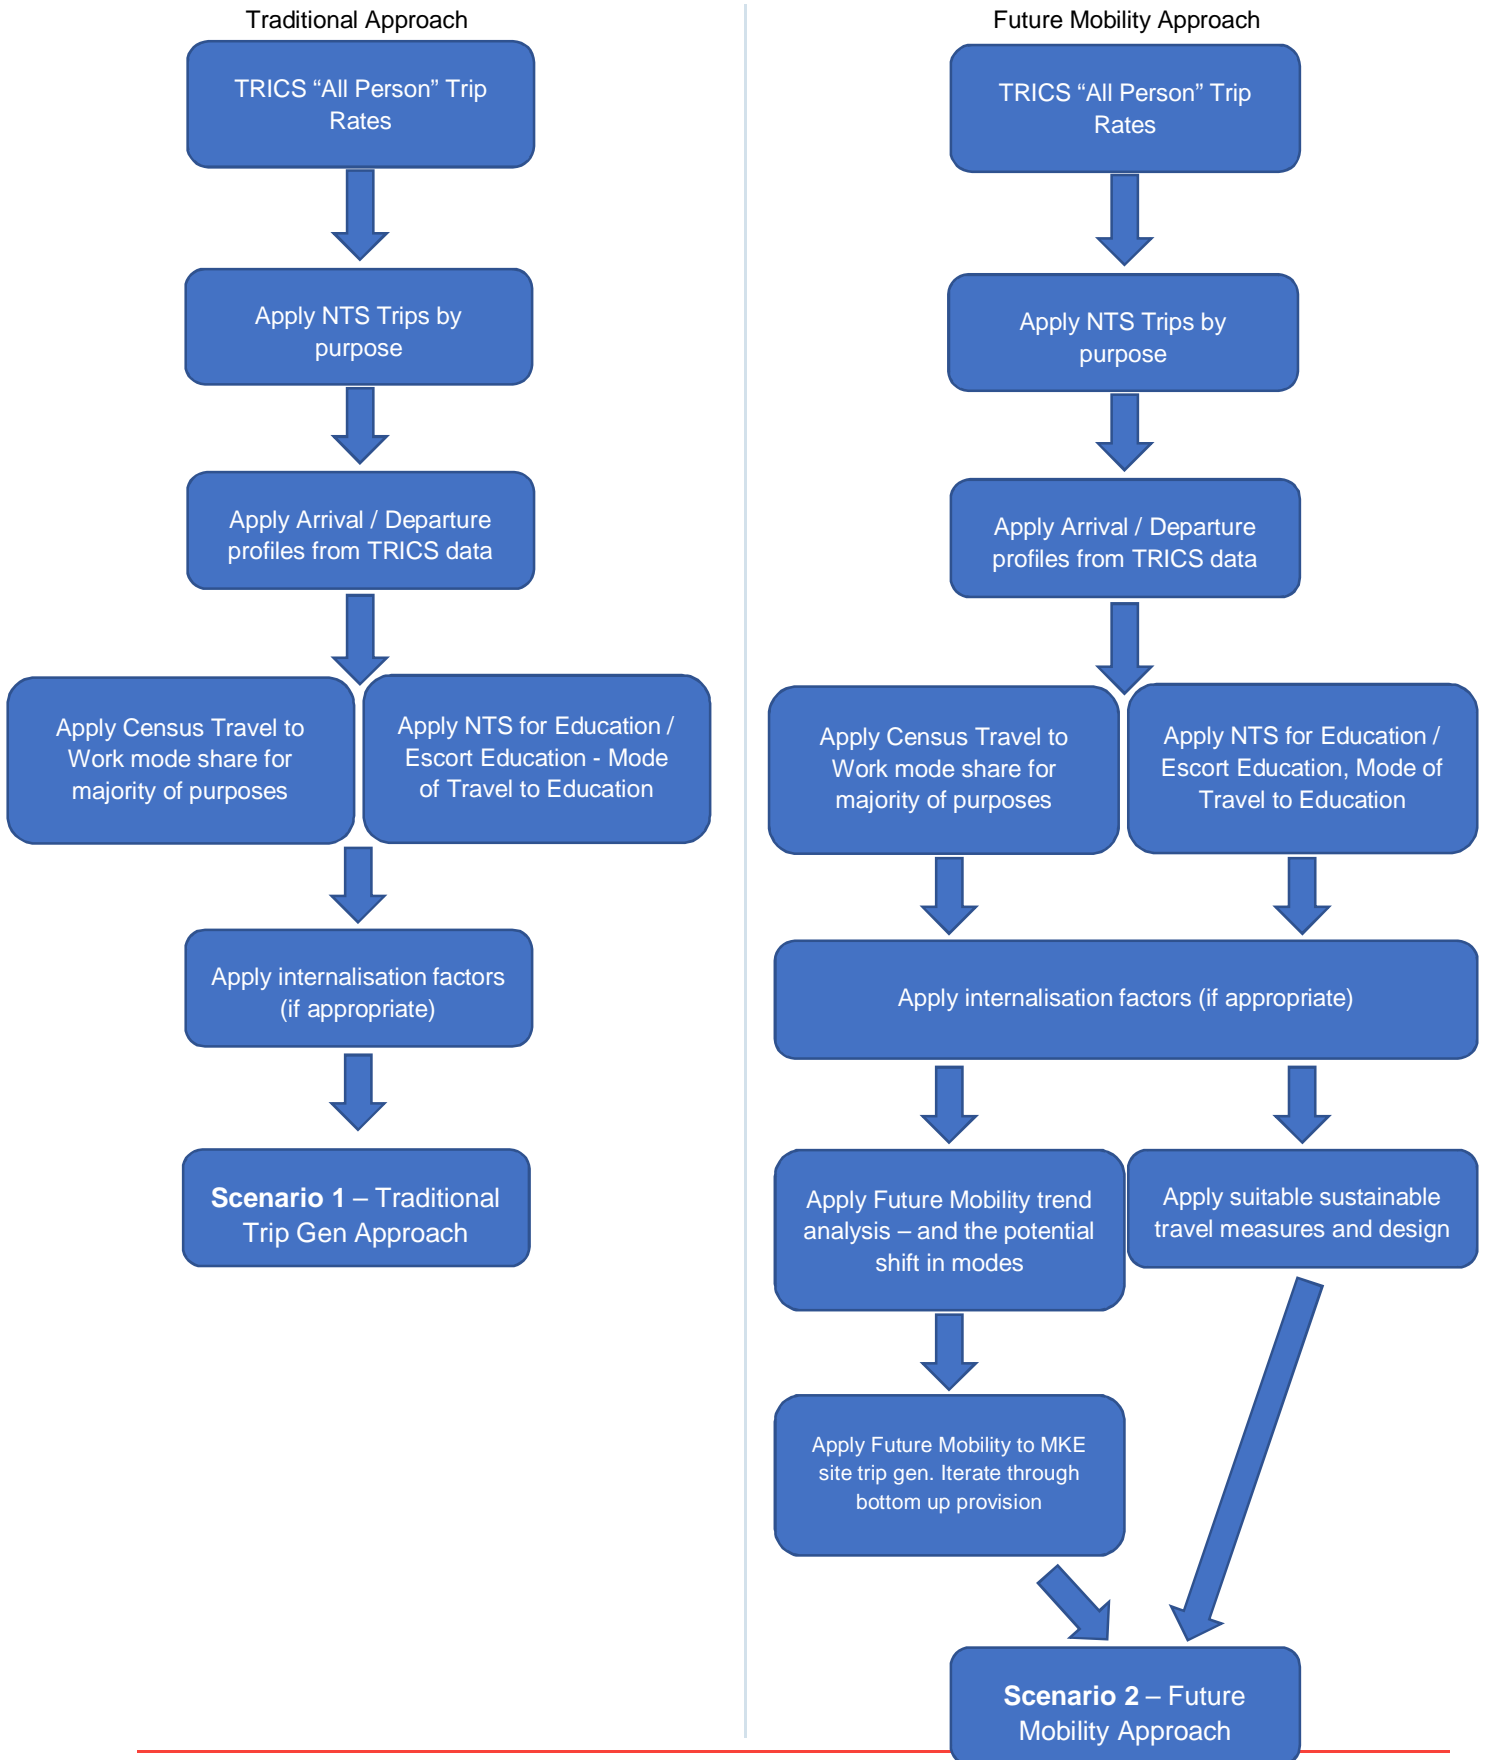 Traditional Approach
TRICS “All Person” Trip
Rates
Apply NTS Trips by
purpose
Apply Arrival / Departure
profiles from TRICS data
Apply Census Travel to
Work mode share for
majority of purposes
Apply NTS for Education /
Escort Education - Mode
of Travel to Education
Apply internalisation factors
(if appropriate)
Scenario 1 – Traditional
Trip Gen Approach
Future Mobility Approach
TRICS “All Person” Trip
Rates
Apply NTS Trips by
purpose
Apply Arrival / Departure
profiles from TRICS data
Apply Census Travel to
Work mode share for
majority of purposes
Apply NTS for Education /
Escort Education, Mode of
Travel to Education
Apply internalisation factors (if appropriate)
Apply Future Mobility trend
analysis – and the potential
shift in modes
Apply suitable sustainable
travel measures and design
Apply Future Mobility to MKE
site trip gen. Iterate through
bottom up provision
Scenario 2 – Future
Mobility Approach